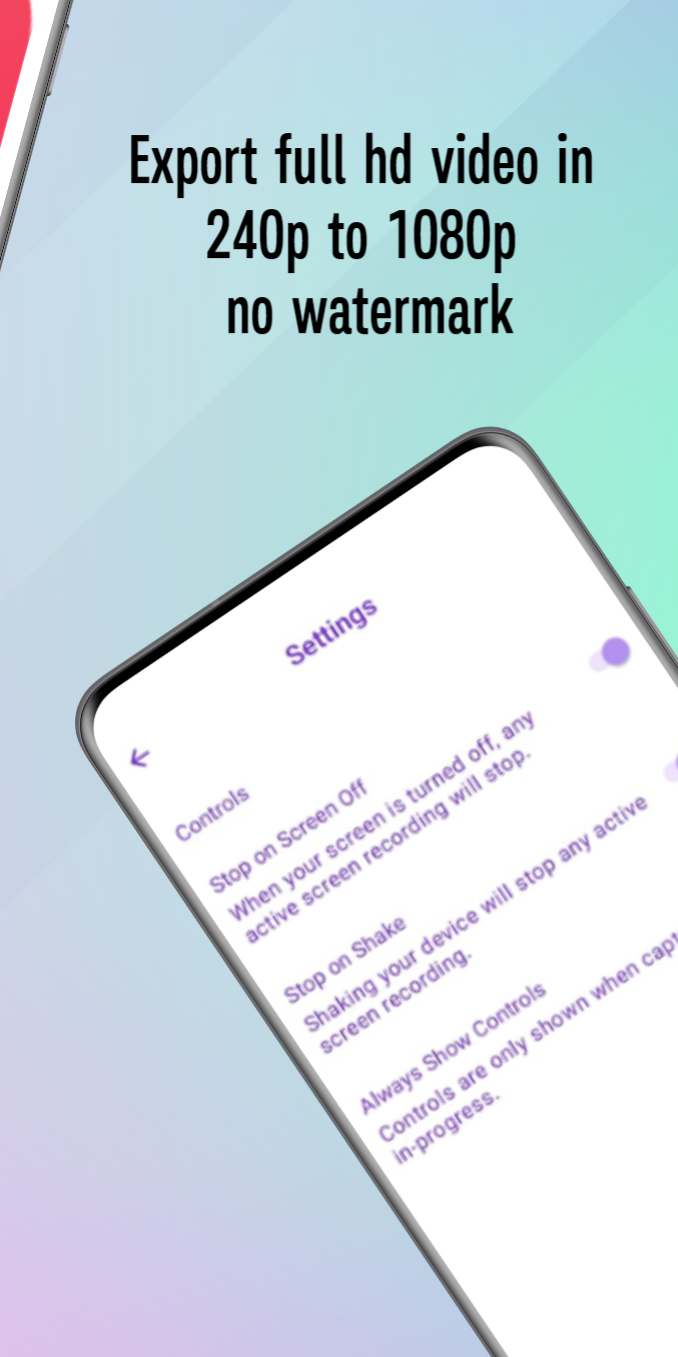 Export full hd video in
240p to 1080p
no watermark
Settings
Controls
Stop on Screen Off
When your screen is turned off, any
active screen recording will stop.
Stop on Shake
Shaking your device will stop any active
screen recording.
Always Show Controls
Controls are only shown when
in-progress.